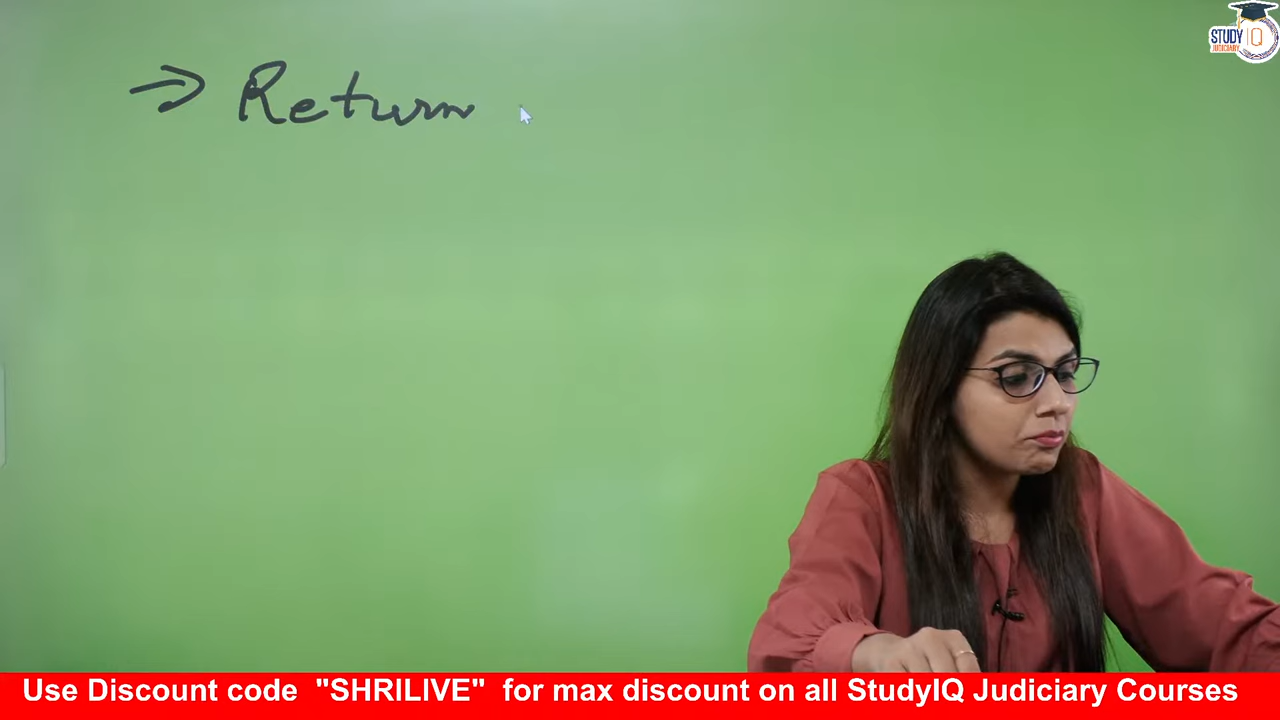 STUDY IQ
JUDICIARY
⇒ Return
Use Discount code "SHRILIVE" for max discount on all StudyIQ Judiciary Courses